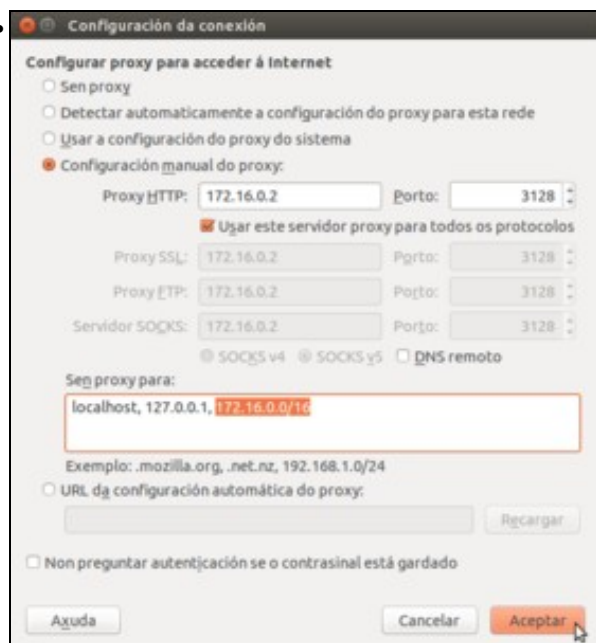 Configuración da conexión
Configurar proxy para acceder á Internet
Sen proxy
Detectar automaticamente a configuración do proxy para esta rede
Usar a configuración do proxy do sistema
Configuración manual do proxy:
Proxy HTTP: 172.16.0.2 Porto: 3128
Usar este servidor proxy para todos os protocolos
Proxy SSL: 172.16.0.2 Porto: 3128
Proxy FTP: 172.16.0.2 Porto: 3128
Servidor SOCKS: 172.16.0.2 Porto: 3128
SOCKS v4 SOCKS v5 DNS remoto
Sen proxy para:
localhost, 127.0.0.1, 172.16.0.0/16
Exemplo: .mozilla.org, .net.nz, 192.168.1.0/24
URL da configuración automática do proxy:
Recargar
Non preguntar autenticación se o contrasinal está gardado
Axuda Cancelar Aceptar